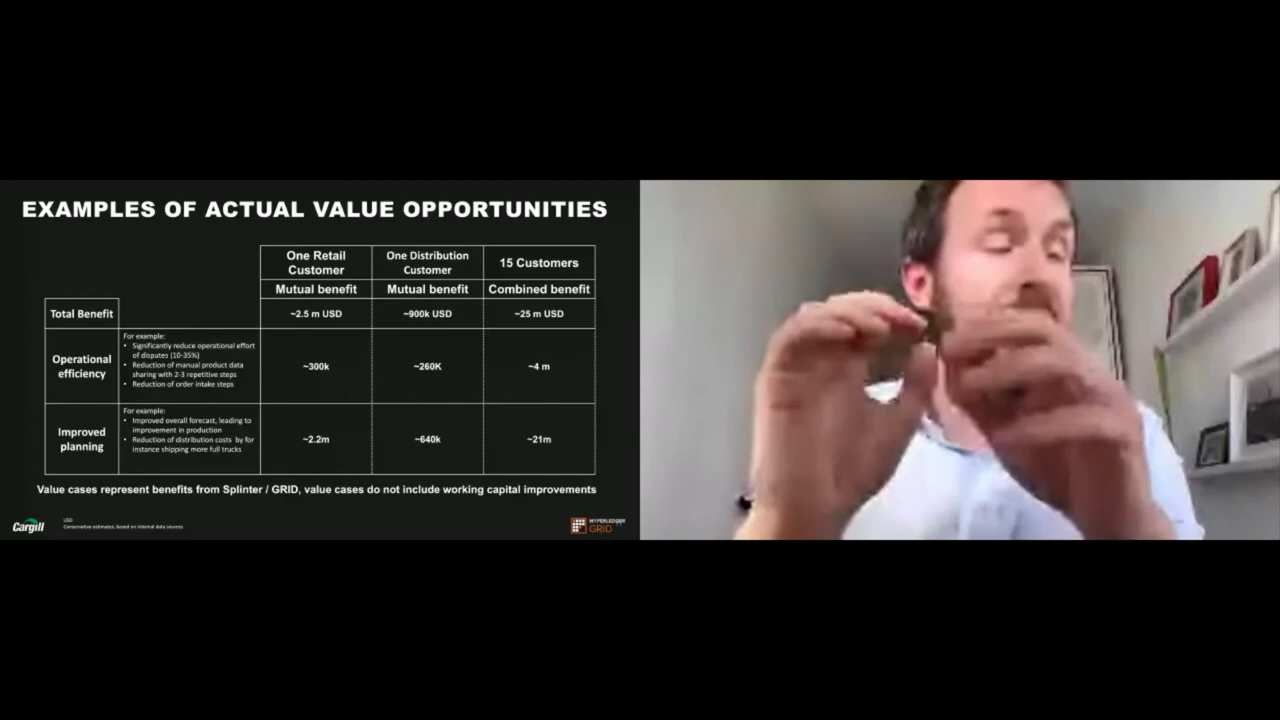 EXAMPLES OF ACTUAL VALUE OPPORTUNITIES
One Retail
Customer
One Distribution
Customer
15 Customers
Mutual benefit
Mutual benefit
Combined benefit
Total Benefit
~2.5 m USD
~900k USD
~25 m USD
Operational
efficiency
For example:
• Significantly reduce operational effort
of disputes (10-35%)
• Reduction of manual product data
sharing with 2-3 repetitive steps
• Reduction of order intake steps
~300k
~260K
~4 m
Improved
planning
For example:
• Improved overall forecast, leading to
improvement in production
• Reduction of distribution costs by for
instance shipping more full trucks
~2.2m
~640k
~21m
Value cases represent benefits from Splinter / GRID, value cases do not include working capital improvements
Cargill
USD
Conservative estimates, based on internal data sources
HYPERLEDGER
GRID